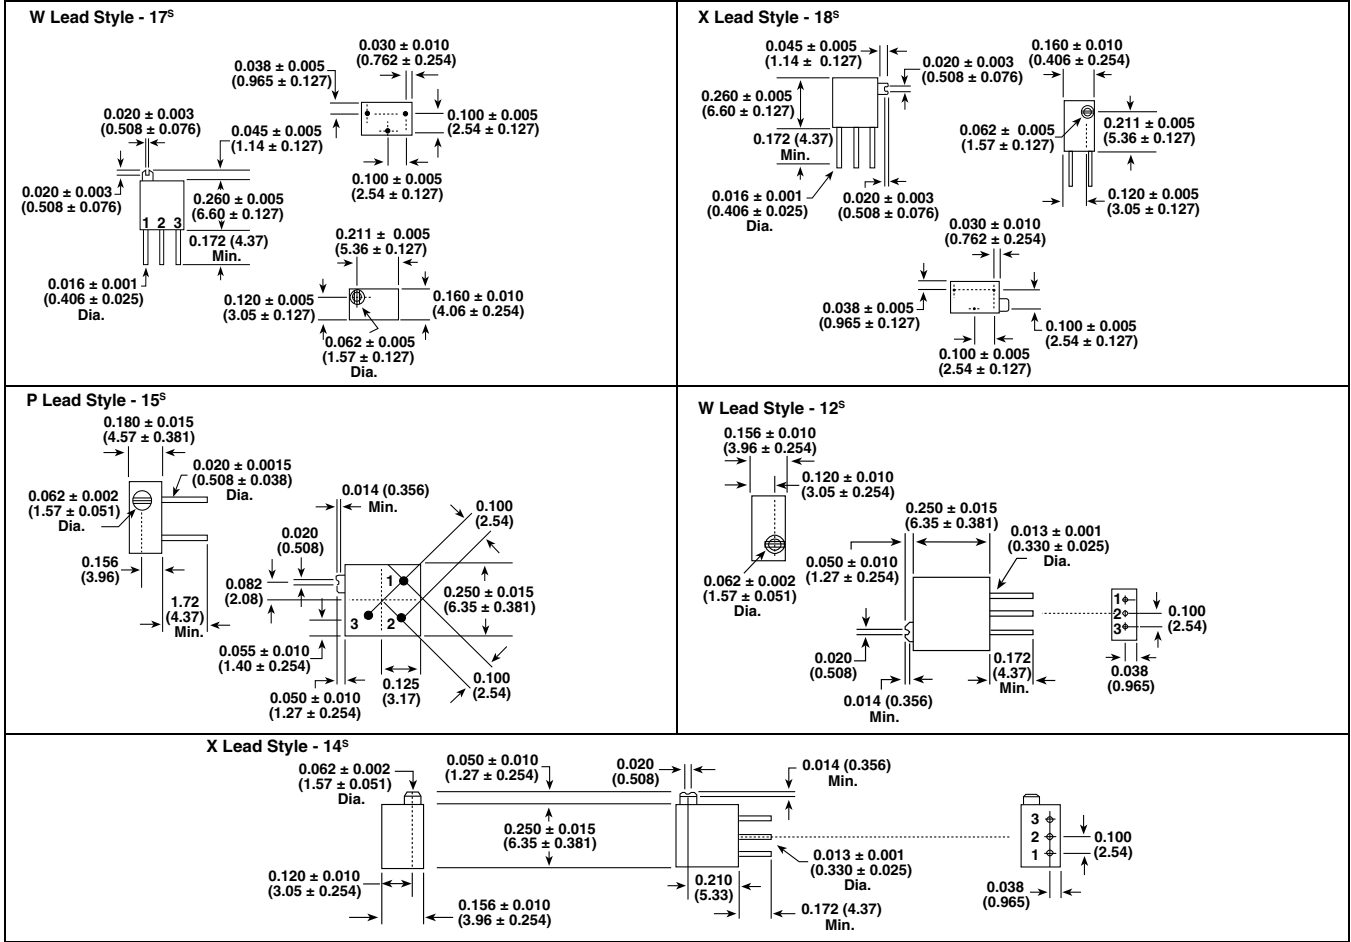 W Lead Style - 17S
0.030 ± 0.010
(0.762 ± 0.254)
0.038 ± 0.005
(0.965 ± 0.127)
0.020 ± 0.003
(0.508 ± 0.076)
0.045 ± 0.005
(1.14 ± 0.127)
0.100 ± 0.005
(2.54 ± 0.127)
0.100 ± 0.005
(2.54 ± 0.127)
0.020 ± 0.003
(0.508 ± 0.076)
0.260 ± 0.005
(6.60 ± 0.127)
1 2 3
0.172 (4.37)
Min.
0.211 ± 0.005
(5.36 ± 0.127)
0.016 ± 0.001
(0.406 ± 0.025)
Dia.
0.120 ± 0.005
(3.05 ± 0.127)
0.160 ± 0.010
(4.06 ± 0.254)
0.062 ± 0.005
(1.57 ± 0.127)
Dia.
X Lead Style - 18S
0.045 ± 0.005
(1.14 ± 0.127)
0.020 ± 0.003
(0.508 ± 0.076)
0.160 ± 0.010
(0.406 ± 0.254)
0.260 ± 0.005
(6.60 ± 0.127)
0.172 (4.37)
Min.
0.062 ± 0.005
(1.57 ± 0.127)
0.211 ± 0.005
(5.36 ± 0.127)
0.016 ± 0.001
(0.406 ± 0.025)
Dia.
0.020 ± 0.003
(0.508 ± 0.076)
0.120 ± 0.005
(3.05 ± 0.127)
0.030 ± 0.010
(0.762 ± 0.254)
0.038 ± 0.005
(0.965 ± 0.127)
0.100 ± 0.005
(2.54 ± 0.127)
0.100 ± 0.005
(2.54 ± 0.127)
P Lead Style - 15S
0.180 ± 0.015
(4.57 ± 0.381)
0.020 ± 0.0015
(0.508 ± 0.038)
Dia.
0.062 ± 0.002
(1.57 ± 0.051)
Dia.
0.014 (0.356)
Min.
0.100
(2.54)
0.020
(0.508)
0.156
(3.96)
0.082
(2.08)
1
3 2
0.250 ± 0.015
(6.35 ± 0.381)
1.72
(4.37)
Min.
0.055 ± 0.010
(1.40 ± 0.254)
0.050 ± 0.010
(1.27 ± 0.254)
0.125
(3.17)
0.100
(2.54)
W Lead Style - 12S
0.156 ± 0.010
(3.96 ± 0.254)
0.120 ± 0.010
(3.05 ± 0.254)
0.250 ± 0.015
(6.35 ± 0.381)
0.013 ± 0.001
(0.330 ± 0.025)
Dia.
0.050 ± 0.010
(1.27 ± 0.254)
0.062 ± 0.002
(1.57 ± 0.051)
Dia.
1
2
3
0.100
(2.54)
0.020
(0.508)
0.172
(4.37)
Min.
0.038
(0.965)
0.014 (0.356)
Min.
X Lead Style - 14S
0.062 ± 0.002
(1.57 ± 0.051)
Dia.
0.050 ± 0.010
(1.27 ± 0.254)
0.020
(0.508)
0.014 (0.356)
Min.
0.250 ± 0.015
(6.35 ± 0.381)
3
2
1
0.100
(2.54)
0.013 ± 0.001
(0.330 ± 0.025)
Dia.
0.120 ± 0.010
(3.05 ± 0.254)
0.210
(5.33)
0.038
(0.965)
0.156 ± 0.010
(3.96 ± 0.254)
0.172 (4.37)
Min.